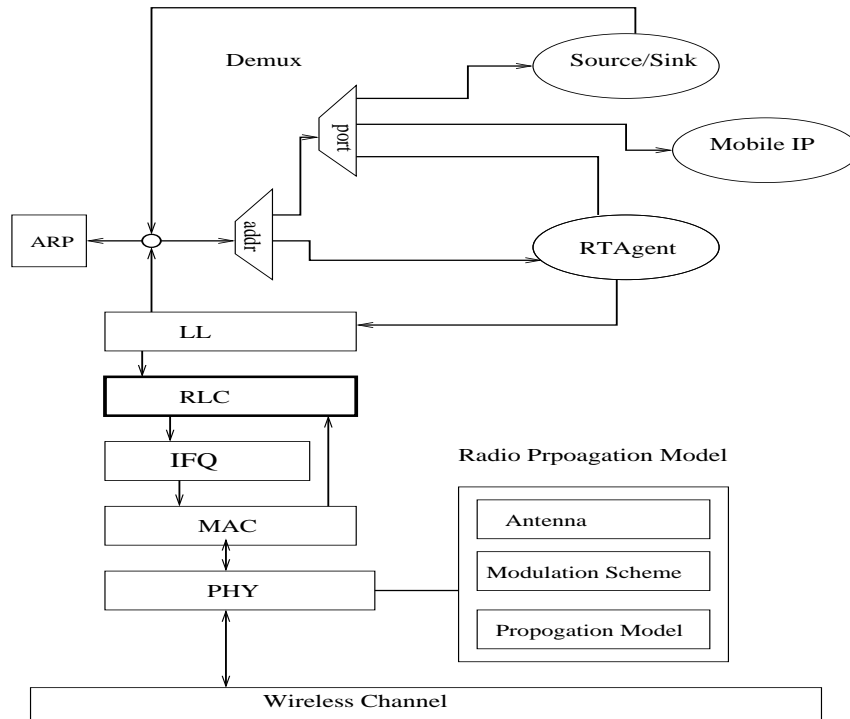 Demux
Source/Sink
port
Mobile IP
addr
ARP
RTAgent
LL
RLC
IFQ
Radio Prpoagation Model
MAC
Antenna
Modulation Scheme
PHY
Propogation Model
Wireless Channel